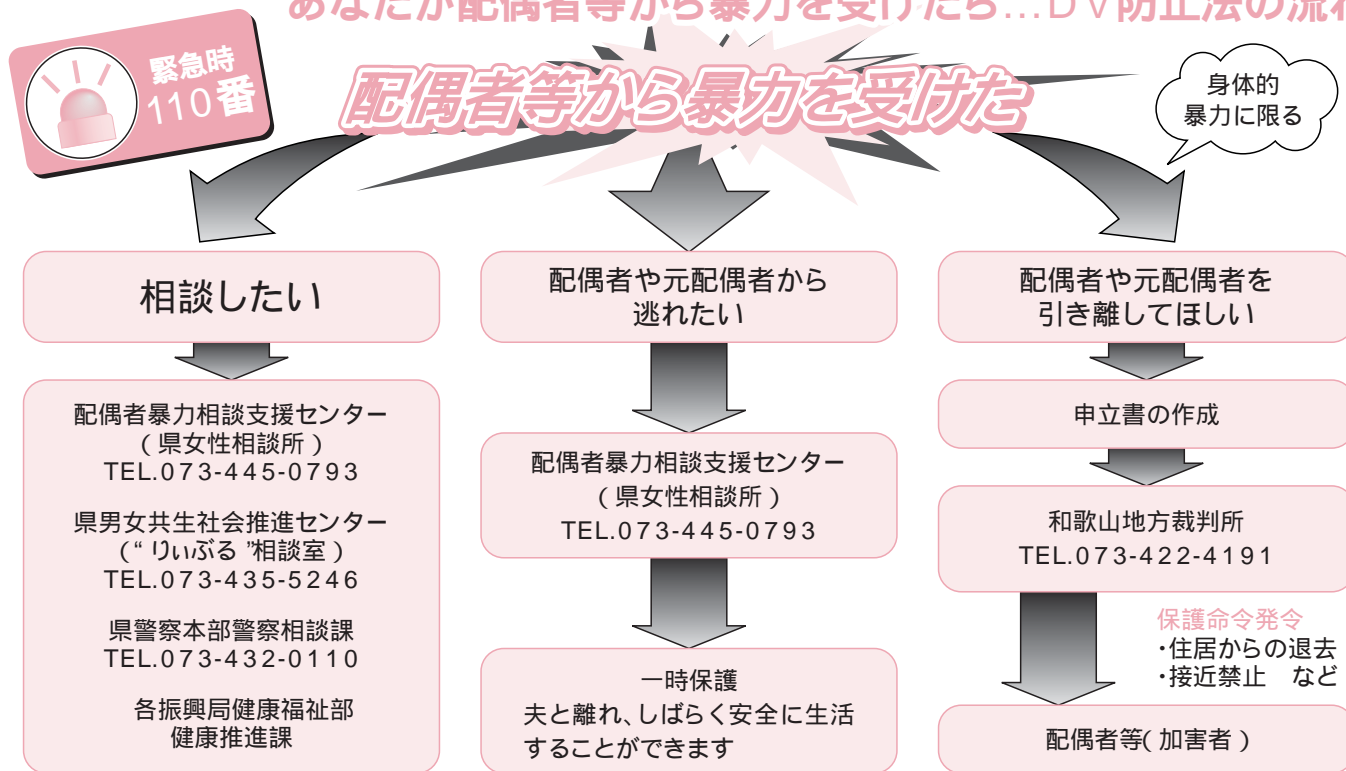 あなたが配偶者等から暴力を受けたら…DV防止法の流れ
緊急時
110番
配偶者等から暴力を受けた
身体的
暴力に限る
相談したい
配偶者暴力相談支援センター
(県女性相談所)
TEL.073-445-0793
県男女共生社会推進センター
(“りぃぶる”相談室)
TEL.073-435-5246
県警察本部警察相談課
TEL.073-432-0110
各振興局健康福祉部
健康推進課
配偶者や元配偶者から
逃れたい
配偶者暴力相談支援センター
(県女性相談所)
TEL.073-445-0793
一時保護
夫と離れ、しばらく安全に生活
することができます
配偶者や元配偶者を
引き離してほしい
申立書の作成
和歌山地方裁判所
TEL.073-422-4191
保護命令発令
・住居からの退去
・接近禁止 など
配偶者等(加害者)